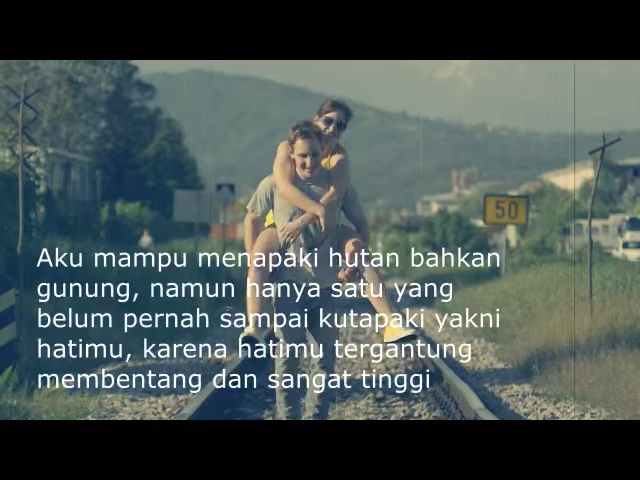 50
Aku mampu menapaki hutan bahkan
gunung, namun hanya satu yang
belum pernah sampai kutapaki yakni
hatimu, karena hatimu tergantung
membentang dan sangat tinggi